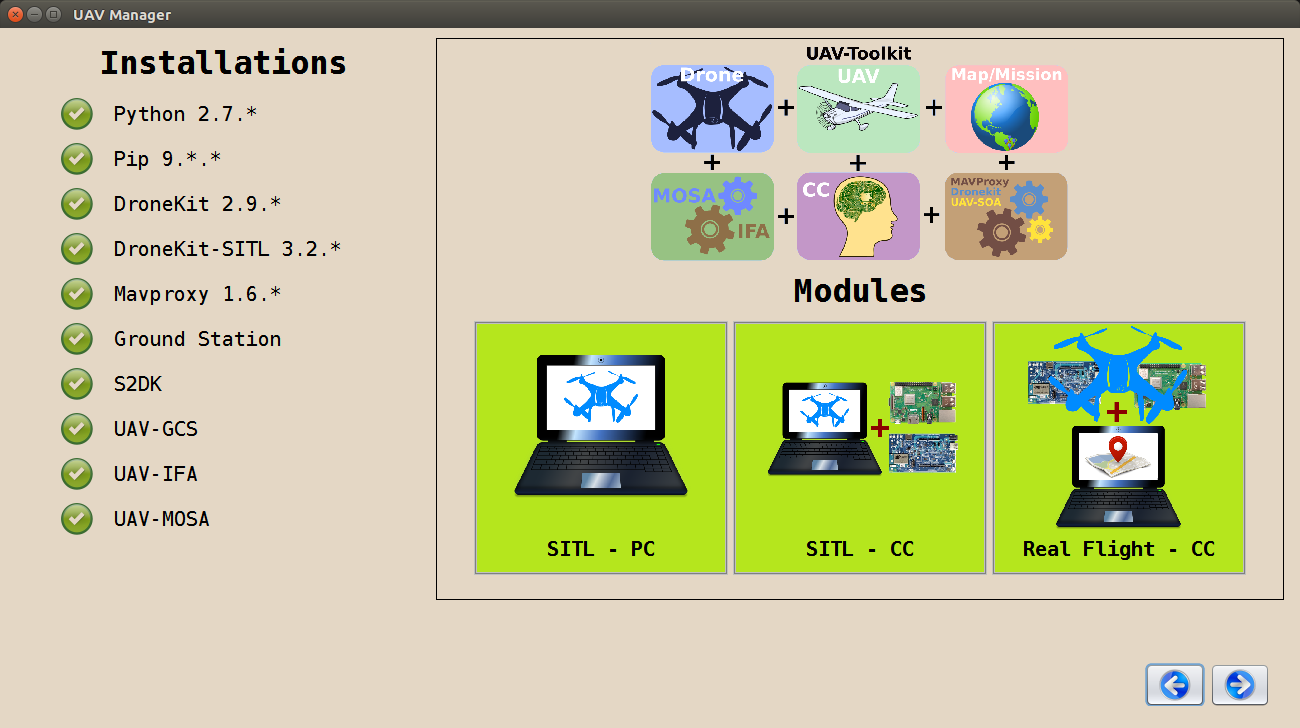 UAV Manager
Installations
Python 2.7.*
Pip 9.*.*
DroneKit 2.9.*
DroneKit-SITL 3.2.*
Mavproxy 1.6.*
Ground Station
S2DK
UAV-GCS
UAV-IFA
UAV-MOSA
UAV-Toolkit
Drone + UAV + Map/Mission
+ + +
MOSA IFA + CC + MAVProxy
Dronekit
UAV-SOA
Modules
SITL - PC
SITL - CC
Real Flight - CC